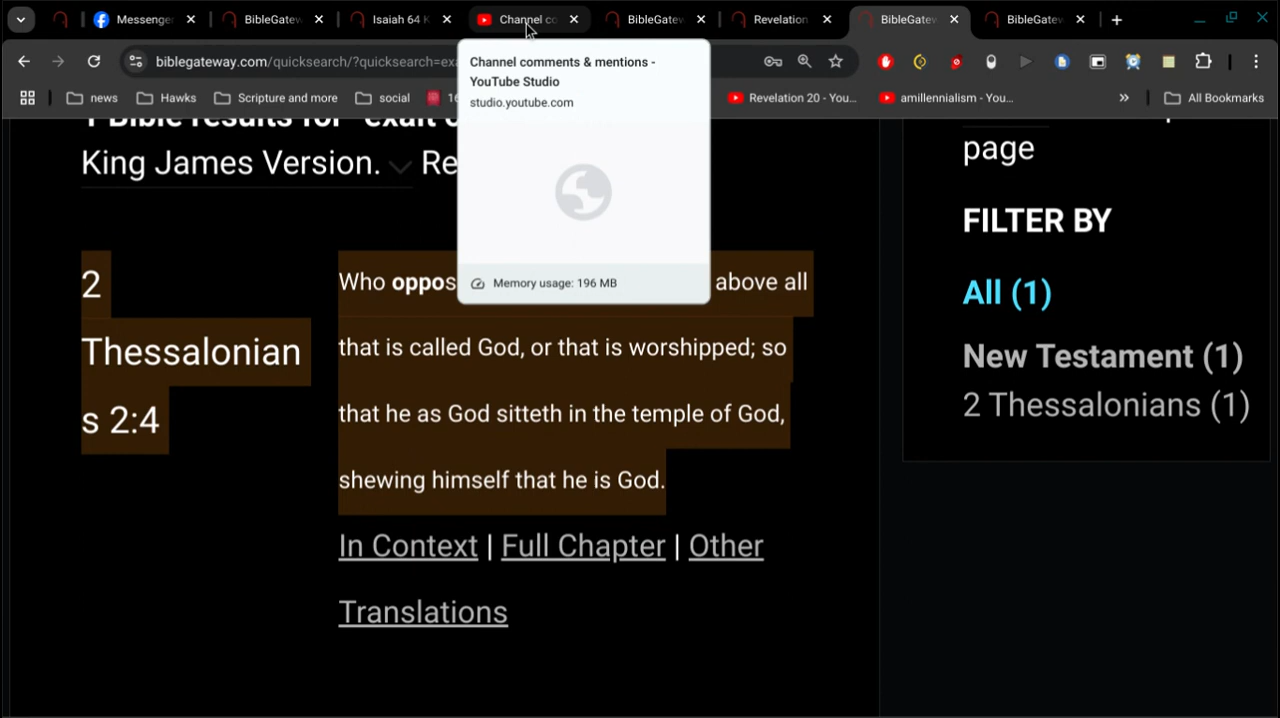 Messenger
BibleGatew
Isaiah 64 K
Channel co
BibleGatew
Revelation
BibleGatew
BibleGatew
biblegateway.com/quicksearch/?quicksearch=exa
Channel comments & mentions -
YouTube Studio
studio.youtube.com
Memory usage: 196 MB
news
Hawks
Scripture and more
social
Revelation 20 - You...
amillennialism - You...
All Bookmarks
King James Version.
2
Thessalonian
s 2:4
Who oppos above all
that is called God, or that is worshipped; so
that he as God sitteth in the temple of God,
shewing himself that he is God.
In Context | Full Chapter | Other
Translations
page
FILTER BY
All (1)
New Testament (1)
2 Thessalonians (1)